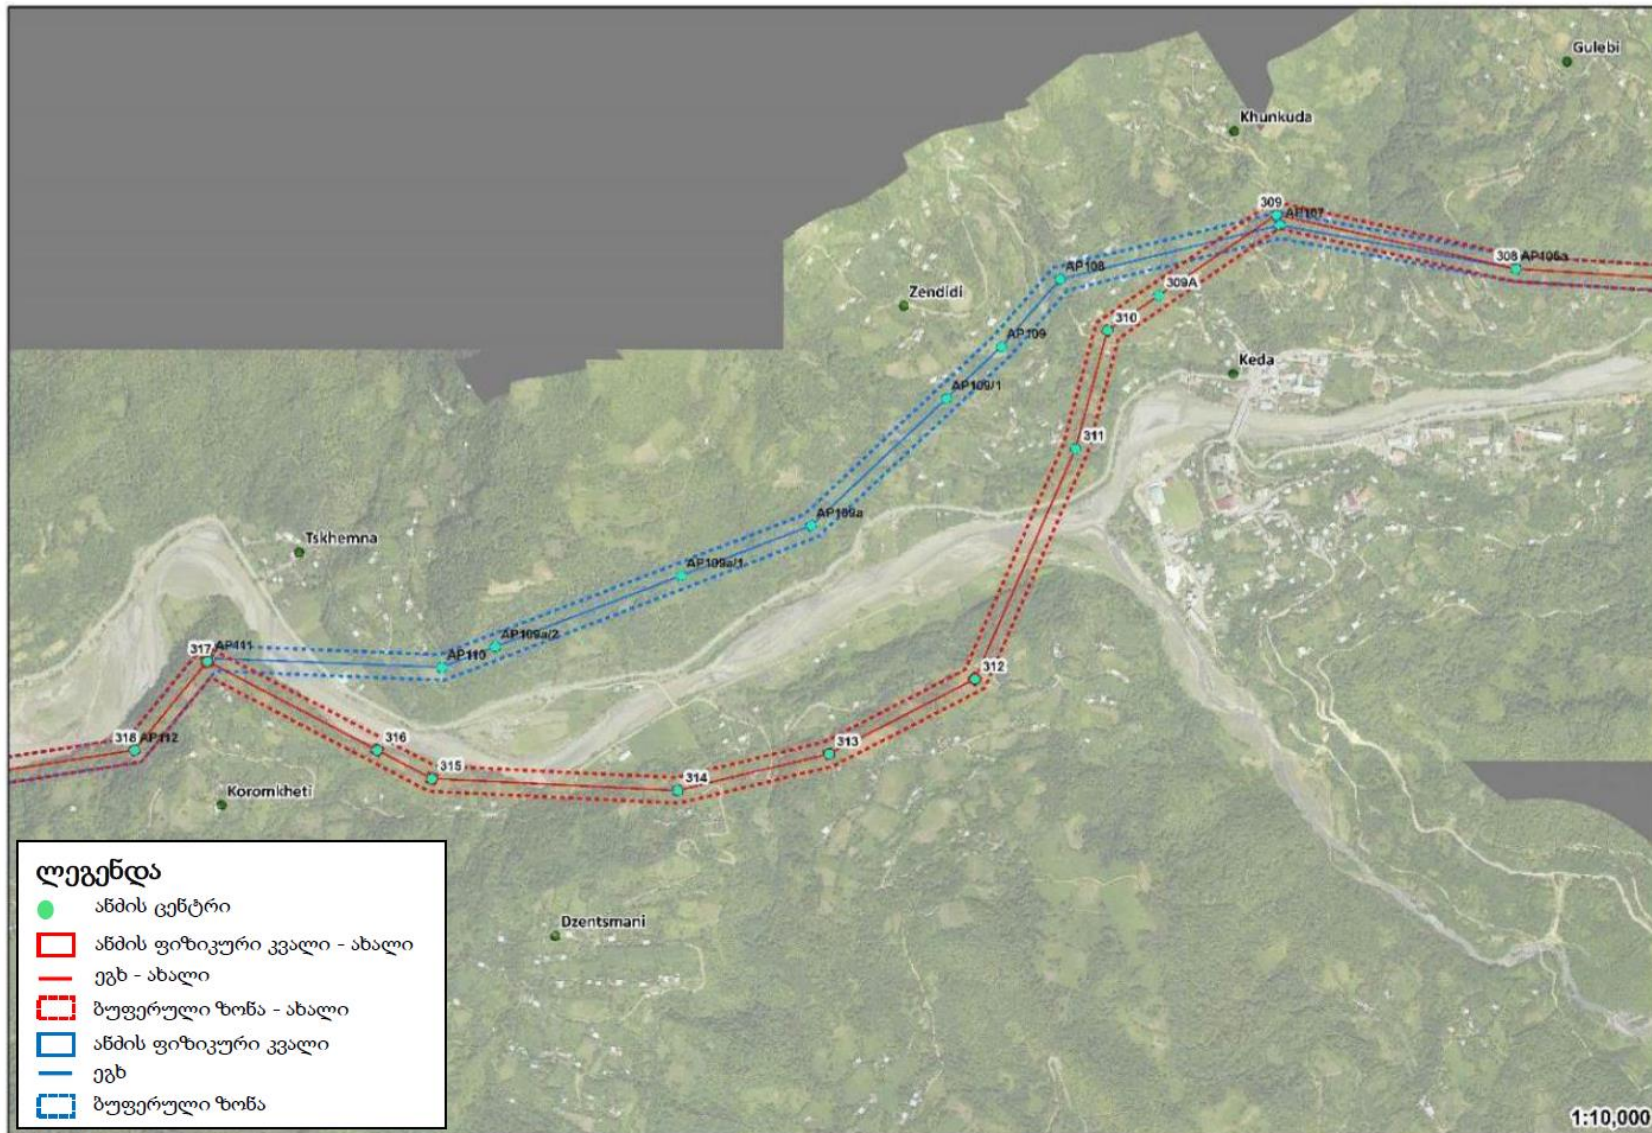 Gulebi
Khunkuda
309
AP107
308
AP106a
AP108
309A
Zendidi
310
AP109
Keda
AP109/1
311
AP109a
Tskhemna
AP109a/1
AP109a/2
317
AP111
AP110
312
318
AP112
316
313
315
314
Koromkheti
ლეგენდა
ანძის ცენტრი
ანძის ფიზიკური კვალი - ახალი
ეგხ - ახალი
ბუფერული ზონა - ახალი
ანძის ფიზიკური კვალი
ეგხ
ბუფერული ზონა
Dzentsmani
1:10,000